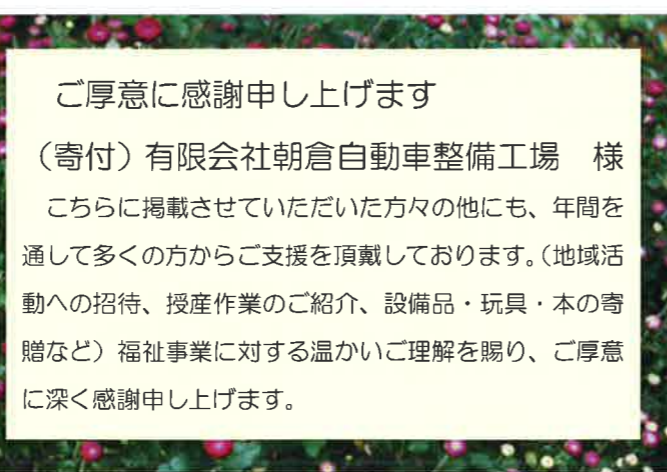 ご厚意に感謝申し上げます
（寄付）有限会社朝倉自動車整備工場　様
こちらに掲載させていただいた方々の他にも、年間を
通して多くの方からご支援を頂戴しております。（地域活
動への招待、授産作業のご紹介、設備品・玩具・本の寄
贈など）福祉事業に対する温かいご理解を賜り、ご厚意
に深く感謝申し上げます。